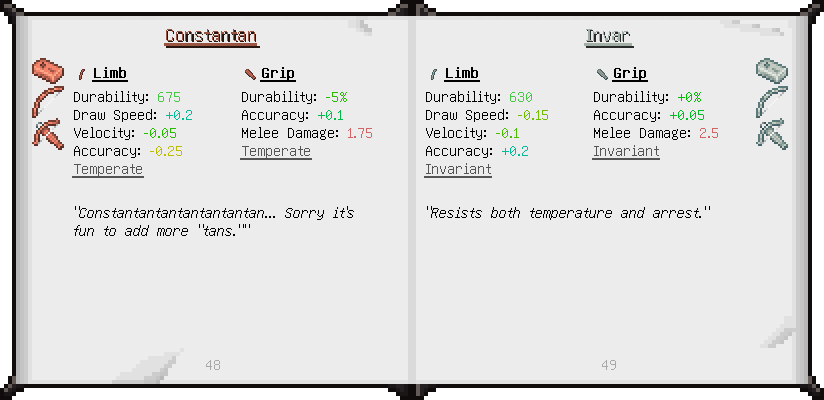 Constantan
Limb
Durability: 675
Draw Speed: +0.2
Velocity: -0.05
Accuracy: -0.25
Temperate
Grip
Durability: -5%
Accuracy: +0.1
Melee Damage: 1.75
Temperate
"Constantantantantantantan... Sorry it's
fun to add more "tans.""
48
Invar
Limb
Durability: 630
Draw Speed: -0.15
Velocity: -0.1
Accuracy: +0.2
Invariant
Grip
Durability: +0%
Accuracy: +0.05
Melee Damage: 2.5
Invariant
"Resists both temperature and arrest."
49